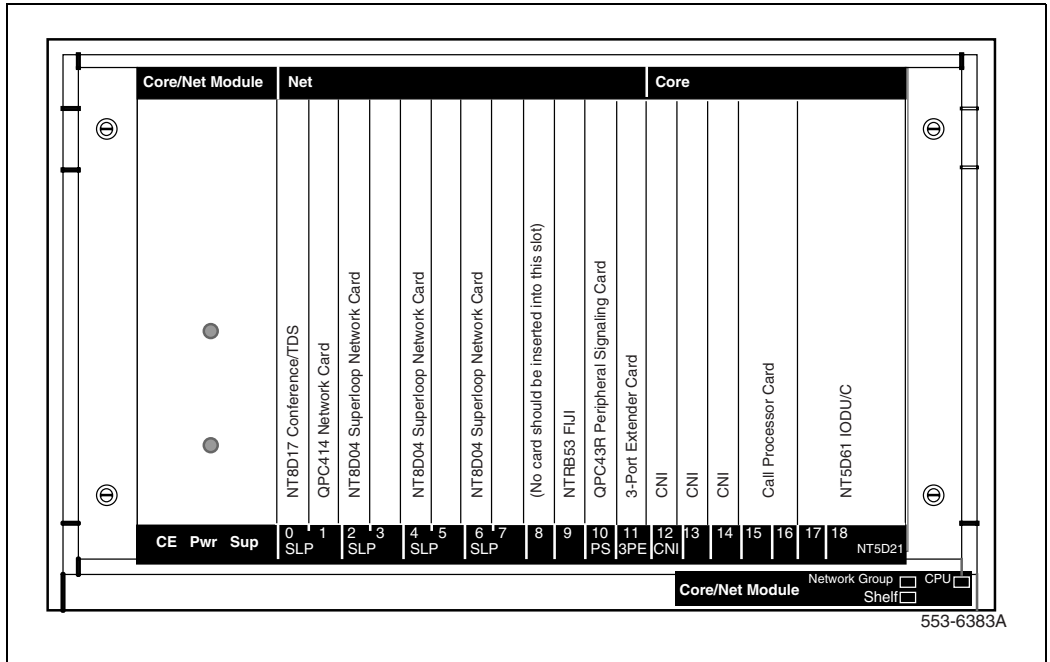 Core/Net Module Net Core
NT8D17 Conference/TDS
QPC414 Network Card
NT8D04 Superloop Network Card
NT8D04 Superloop Network Card
NT8D04 Superloop Network Card
(No card should be inserted into this slot)
NTRB53 FIJI
QPC43R Peripheral Signaling Card
3-Port Extender Card
CNI
CNI
CNI
Call Processor Card
NT5D61 IODU/C
CE Pwr Sup 0 1 2 3 4 5 6 7 8 9 10 11 12 13 14 15 16 17 18
SLP SLP SLP SLP PS 3PE CNI NT5D21
Core/Net Module Network Group CPU
Shelf
553-6383A